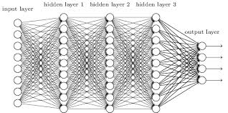 hidden layer 1 hidden layer 2 hidden layer 3
input layer
output layer